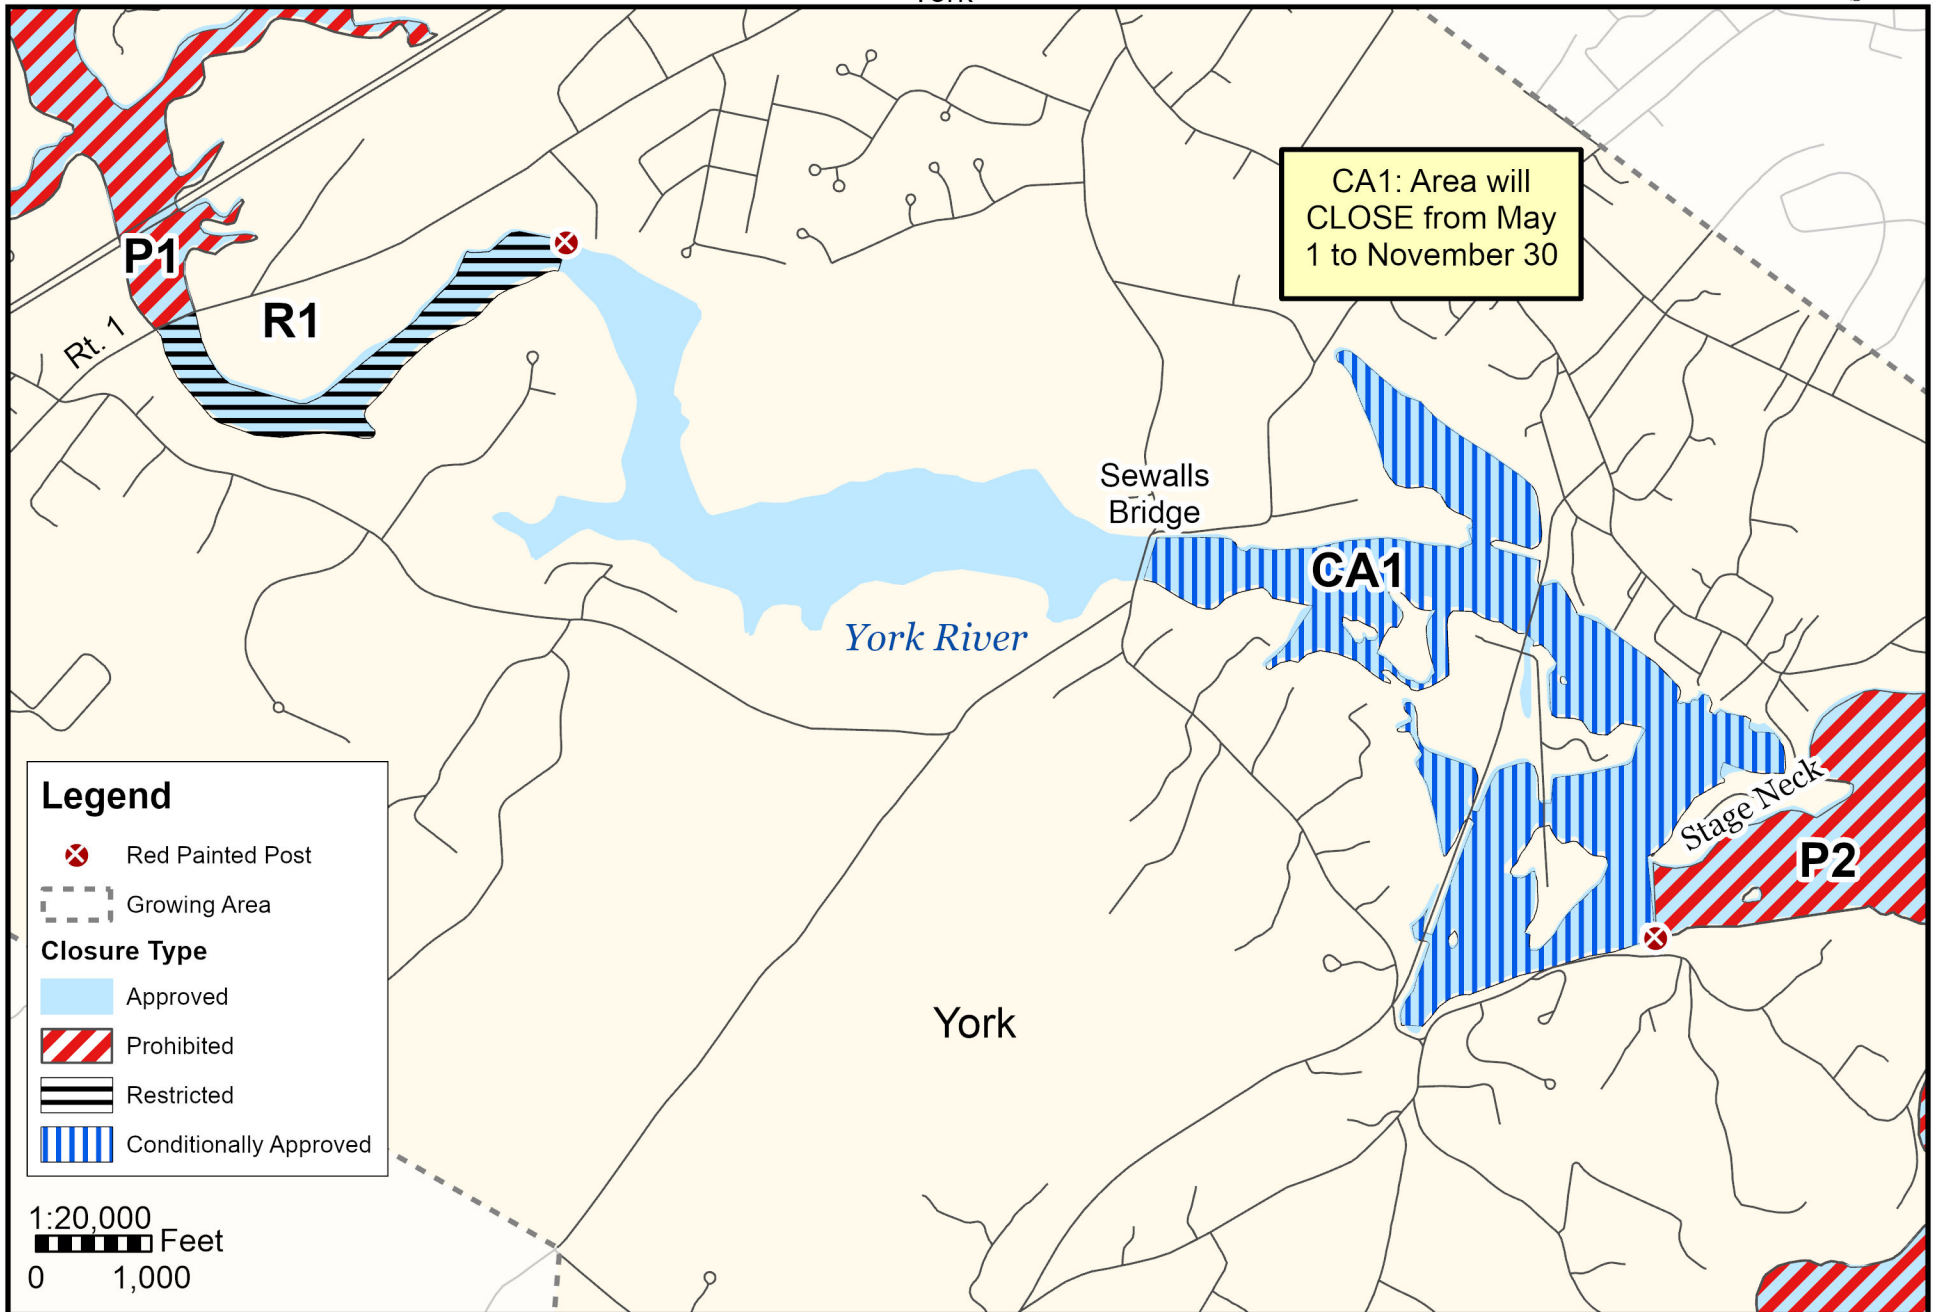 York
P1
R1
Rt. 1
CA1: Area will
CLOSE from May
1 to November 30
Sewalls
Bridge
CA1
York River
Stage Neck
P2
York
Legend
Red Painted Post
Growing Area
Closure Type
Approved
Prohibited
Restricted
Conditionally Approved
1:20,000
Feet
0 1,000